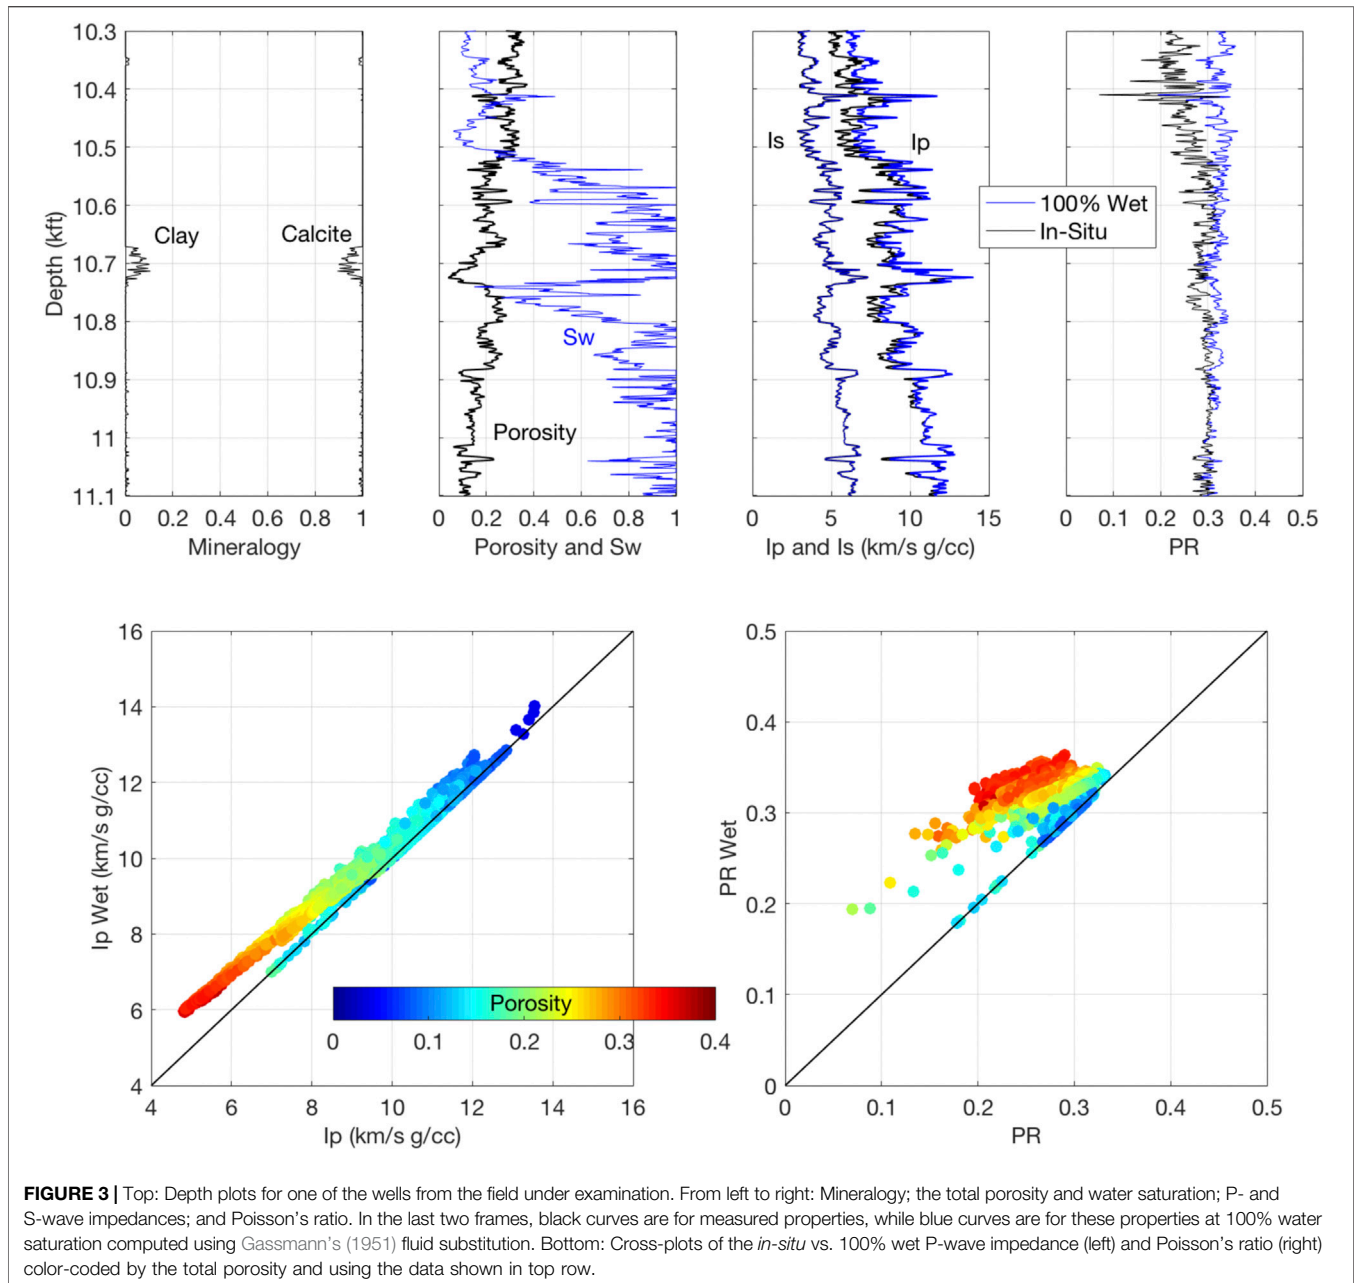 10.3
10.4
10.5
10.6
10.7
10.8
10.9
11
11.1
Depth (kft)
Clay
Calcite
0 0.2 0.4 0.6 0.8 1
Mineralogy
Sw
Porosity
0 0.2 0.4 0.6 0.8 1
Porosity and Sw
Is
Ip
0 5 10 15
Ip and Is (km/s g/cc)
100% Wet
In-Situ
0 0.1 0.2 0.3 0.4 0.5
PR
16
14
12
10
8
6
4
Ip Wet (km/s g/cc)
Porosity
0 0.1 0.2 0.3 0.4
4 6 8 10 12 14 16
Ip (km/s g/cc)
0.5
0.4
0.3
0.2
0.1
0
PR Wet
0 0.1 0.2 0.3 0.4 0.5
PR
FIGURE 3 | Top: Depth plots for one of the wells from the field under examination. From left to right: Mineralogy; the total porosity and water saturation; P- and
S-wave impedances; and Poisson's ratio. In the last two frames, black curves are for measured properties, while blue curves are for these properties at 100% water
saturation computed using Gassmann's (1951) fluid substitution. Bottom: Cross-plots of the in-situ vs. 100% wet P-wave impedance (left) and Poisson's ratio (right)
color-coded by the total porosity and using the data shown in top row.